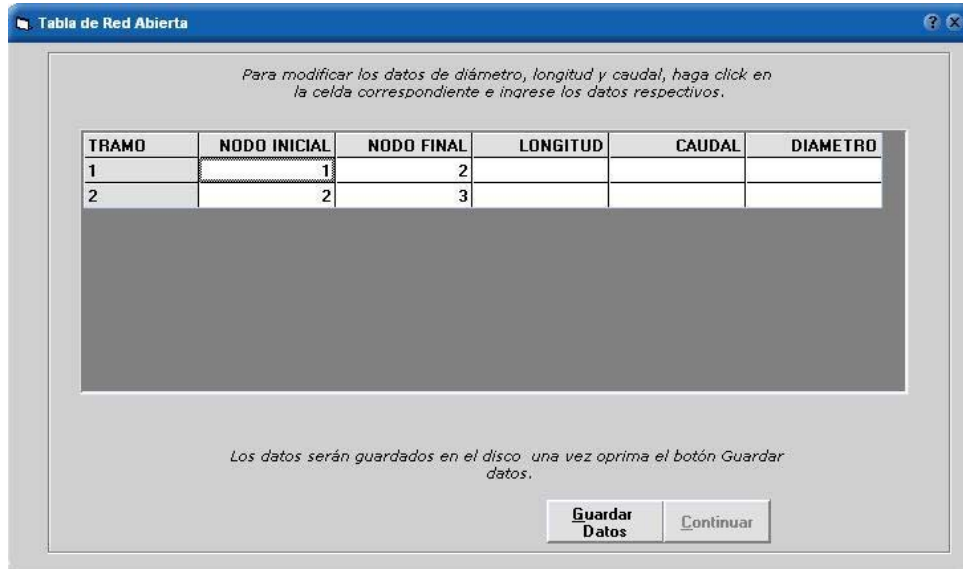 Tabla de Red Abierta
Para modificar los datos de diámetro, longitud y caudal, haga click en
la celda correspondiente e ingrese los datos respectivos.
TRAMO NODO INICIAL NODO FINAL LONGITUD CAUDAL DIAMETRO
1 1 2
2 2 3
Los datos serán guardados en el disco una vez oprima el botón Guardar
datos.
Guardar
Datos
Continuar